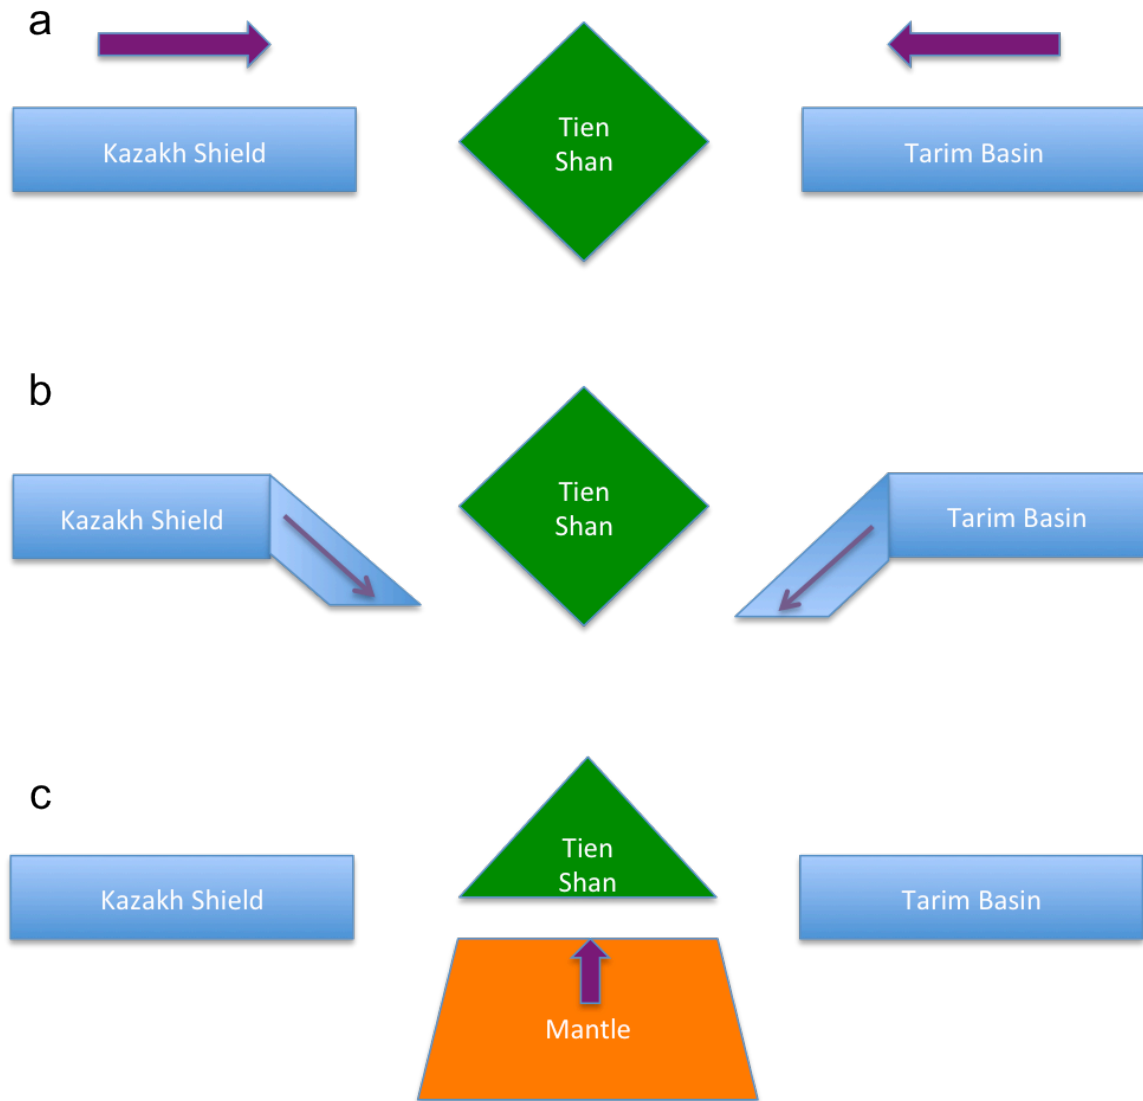 a
Kazakh Shield
Tien
Shan
Tarim Basin
b
Kazakh Shield
Tien
Shan
Tarim Basin
c
Kazakh Shield
Tien
Shan
Tarim Basin
Mantle